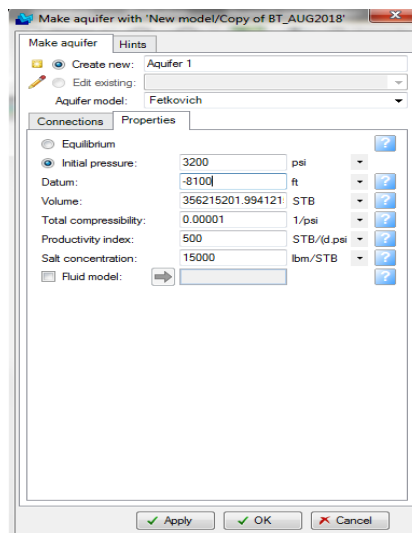 Make aquifer with 'New model/Copy of BT_AUG2018'
Make aquifer Hints
Create new: Aquifer 1
Edit existing:
Aquifer model: Fetkovich
Connections Properties
Equilibrium ?
Initial pressure: 3200 psi
Datum: -8100 ft ?
Volume: 356215201.994121 STB ?
Total compressibility: 0.00001 1/psi ?
Productivity index: 500 STB/(d.psi ?
Salt concentration: 15000 lbm/STB ?
Fluid model: ?
Apply OK Cancel